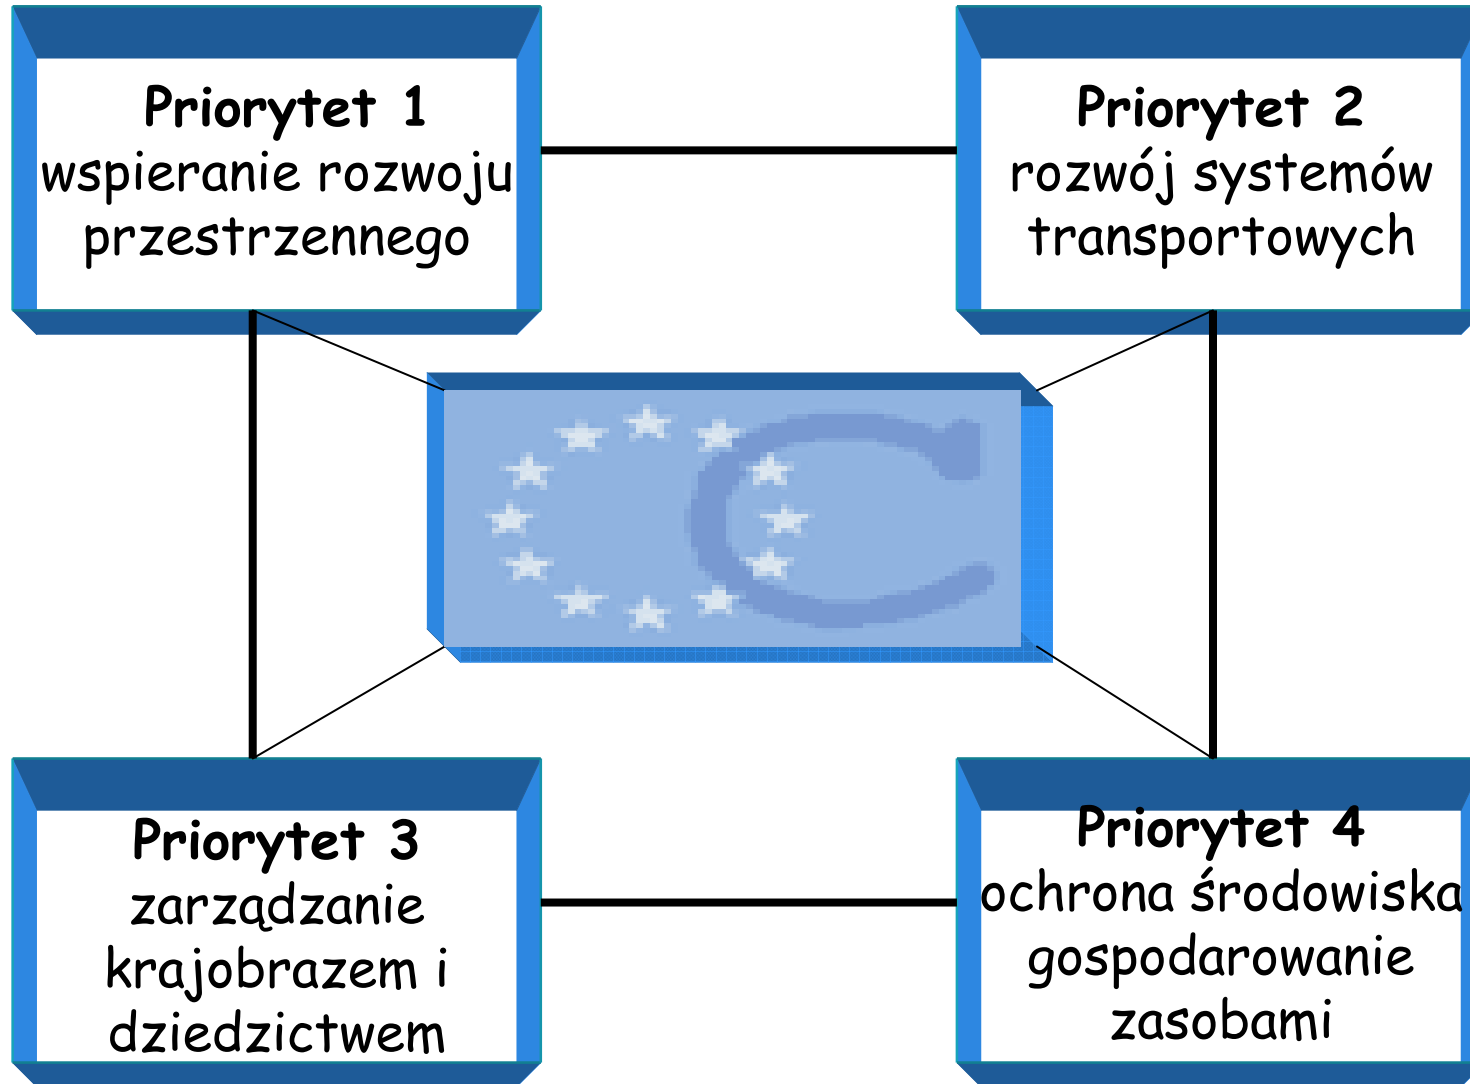 Priorytet 1
wspieranie rozwoju
przestrzennego
Priorytet 2
rozwój systemów
transportowych
C
Priorytet 3
zarządzanie
krajobrazem i
dziedzictwem
Priorytet 4
ochrona środowiska
gospodarowanie
zasobami